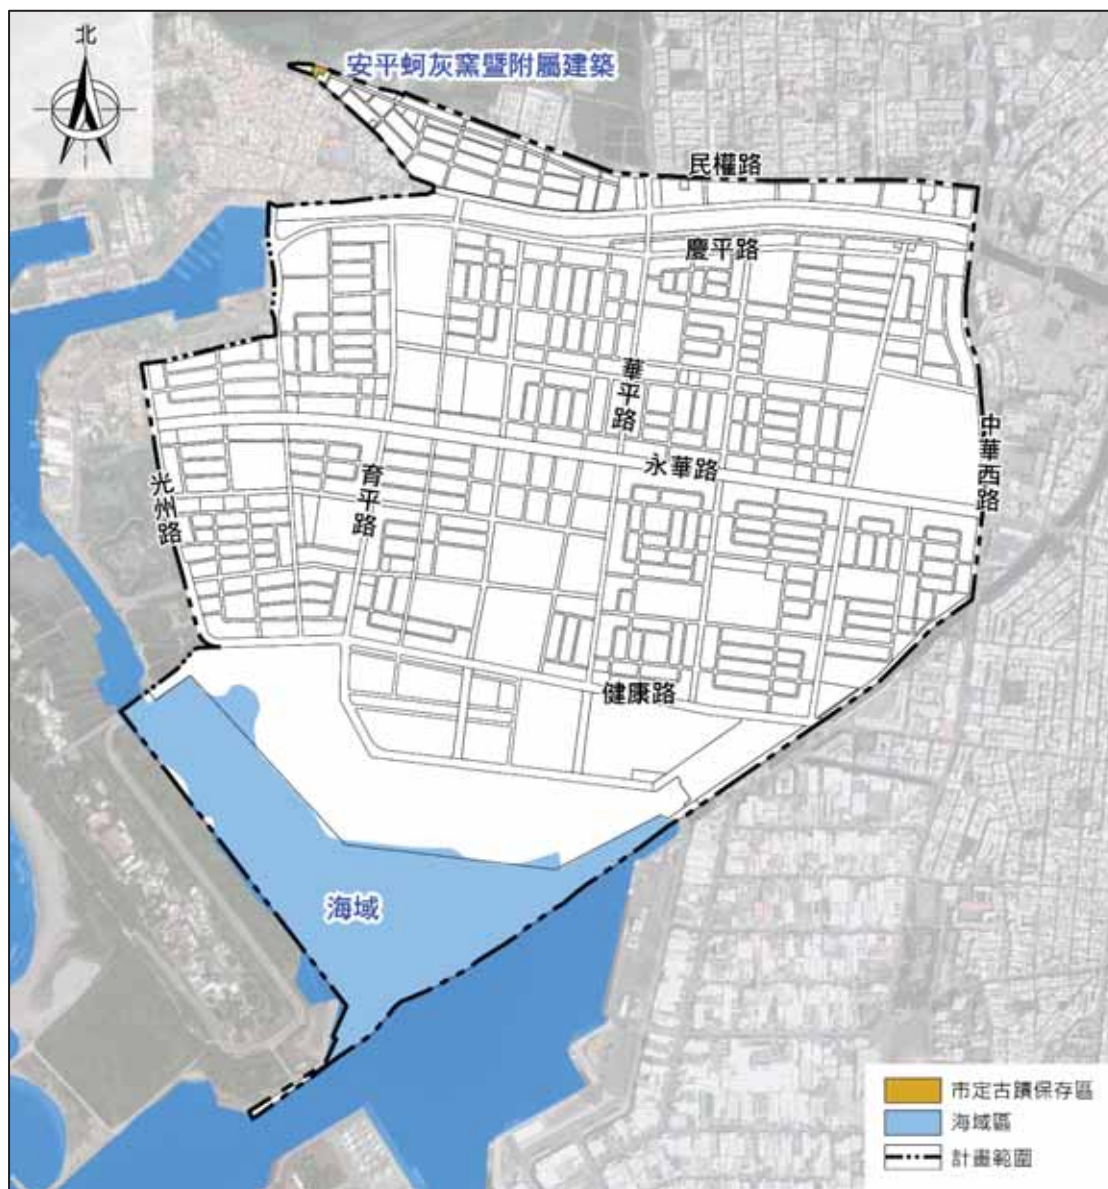 北
安平蚵灰窯暨附屬建築
民權路
慶平路
華平路
中華西路
永華路
育平路
光州路
健康路
海域
市定古蹟保存區
海域區
計畫範圍